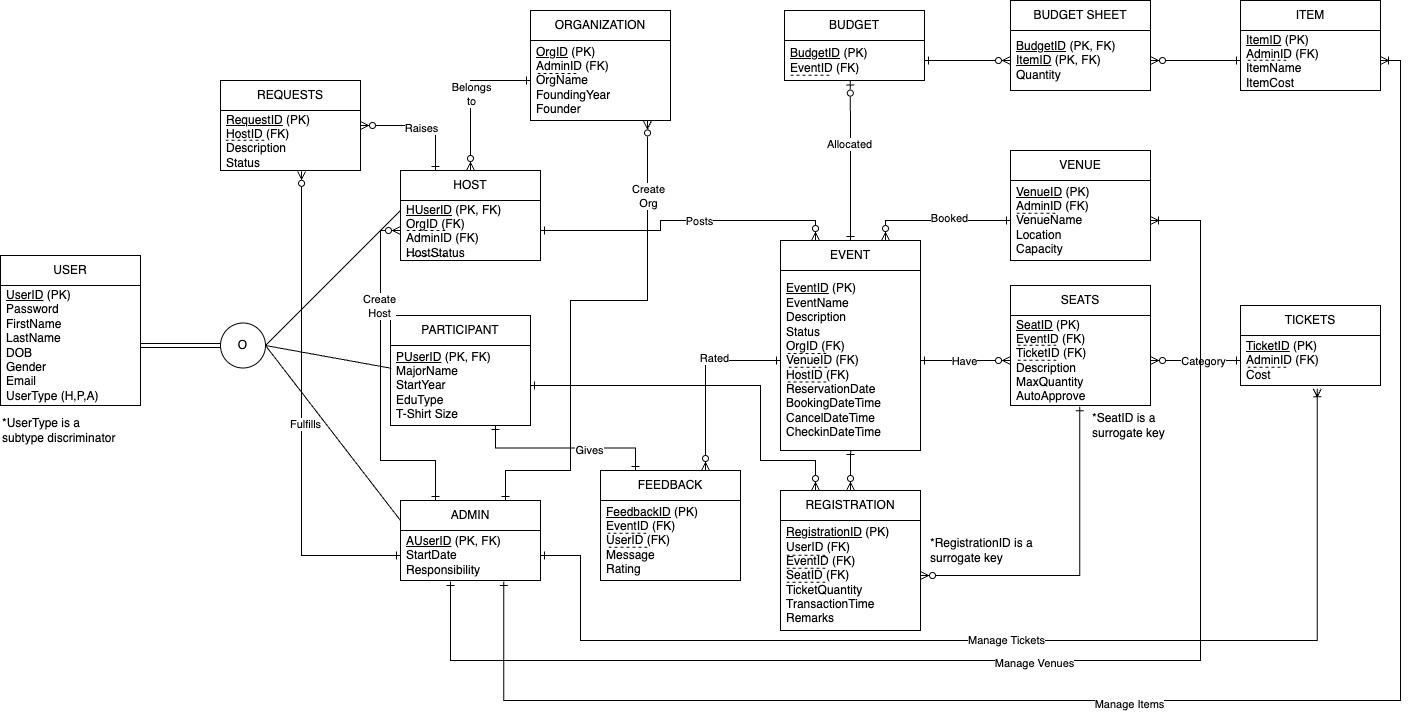 ORGANIZATION
OrgID (PK)
AdminID (FK)
OrgName
FoundingYear
Founder
BUDGET
BudgetID (PK)
EventID (FK)
BUDGET SHEET
BudgetID (PK, FK)
ItemID (PK, FK)
Quantity
ITEM
ItemID (PK)
AdminID (FK)
ItemName
ItemCost
REQUESTS
RequestID (PK)
HostID (FK)
Description
Status
Belongs
to
Raises
Allocated
Create
Org
HOST
HUserID (PK, FK)
OrgID (FK)
AdminID (FK)
HostStatus
Posts
Booked
VENUE
VenueID (PK)
AdminID (FK)
VenueName
Location
Capacity
USER
UserID (PK)
Password
FirstName
LastName
DOB
Gender
Email
UserType (H,P,A)
*UserType is a
subtype discriminator
O
Create
Host
PARTICIPANT
PUserID (PK, FK)
MajorName
StartYear
EduType
T-Shirt Size
EVENT
EventID (PK)
EventName
Description
Status
OrgID (FK)
VenueID (FK)
HostID (FK)
ReservationDate
BookingDateTime
CancelDateTime
CheckinDateTime
Rated
Have
SEATS
SeatID (PK)
EventID (FK)
TicketID (FK)
Description
MaxQuantity
AutoApprove
Category
TICKETS
TicketID (PK)
AdminID (FK)
Cost
*SeatID is a
surrogate key
Fulfills
Gives
ADMIN
AUserID (PK, FK)
StartDate
Responsibility
FEEDBACK
FeedbackID (PK)
EventID (FK)
UserID (FK)
Message
Rating
REGISTRATION
RegistrationID (PK)
UserID (FK)
EventID (FK)
SeatID (FK)
TicketQuantity
TransactionTime
Remarks
*RegistrationID is a
surrogate key
Manage Tickets
Manage Venues
Manage Items